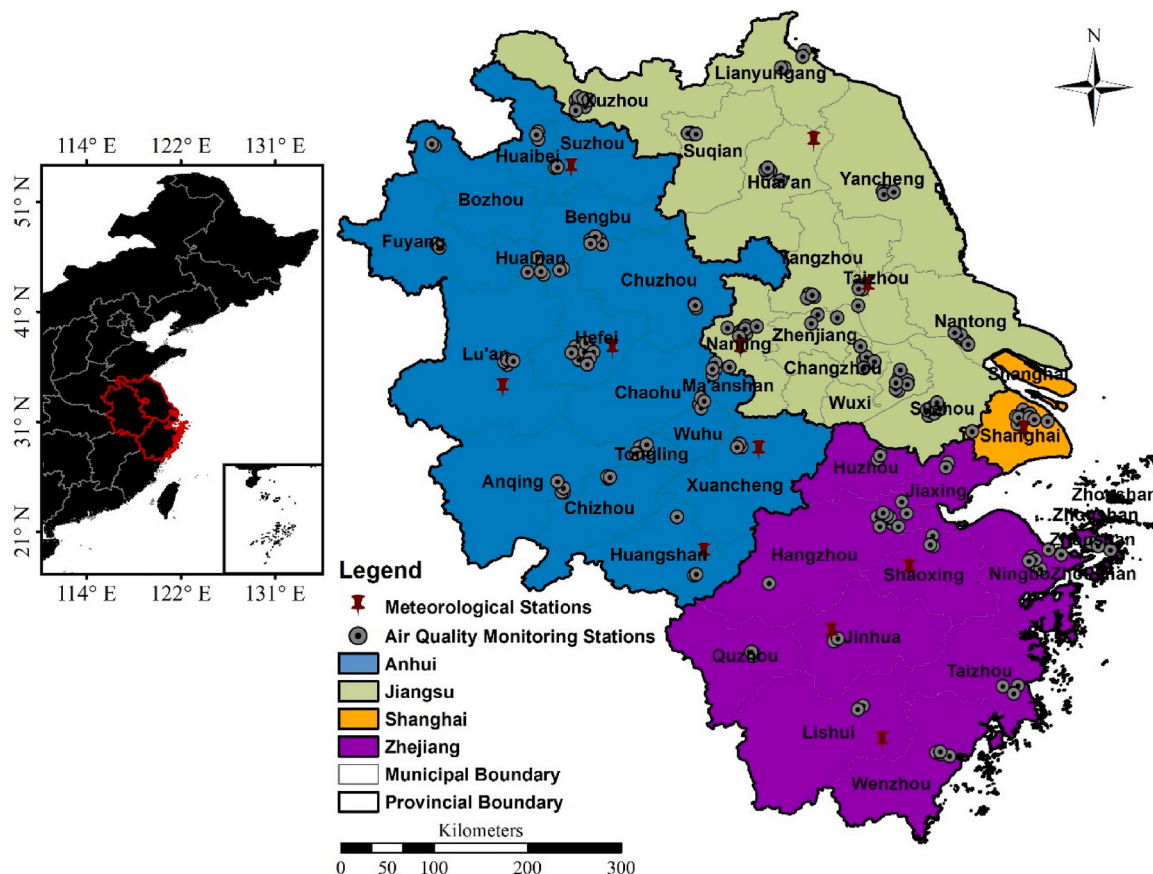 N
114° E 122° E 131° E
51° N
41° N
31° N
21° N
114° E 122° E 131° E
Lianyungang
Xuzhou
Suqian
Suzhou
Huaibei
Huai'an
Yancheng
Bozhou
Bengbu
Fuyang
Huainan
Chuzhou
Yangzhou
Taizhou
Zhenjiang
Nantong
Nanjing
Hefei
Lu'an
Changzhou
Ma'anshan
Chaohu
Wuxi
Suzhou
Shanghai
Shanghai
Wuhu
Tongling
Huzhou
Anqing
Xuancheng
Jiaxing
Chizhou
Zhoushan
Zhoushan
Zhoushan
Hangzhou
Huangshan
Shaoxing
NingboZhoushan
Jinhua
Quzhou
Taizhou
Lishui
Wenzhou
Legend
Meteorological Stations
Air Quality Monitoring Stations
Anhui
Jiangsu
Shanghai
Zhejiang
Municipal Boundary
Provincial Boundary
Kilometers
0 50 100 200 300